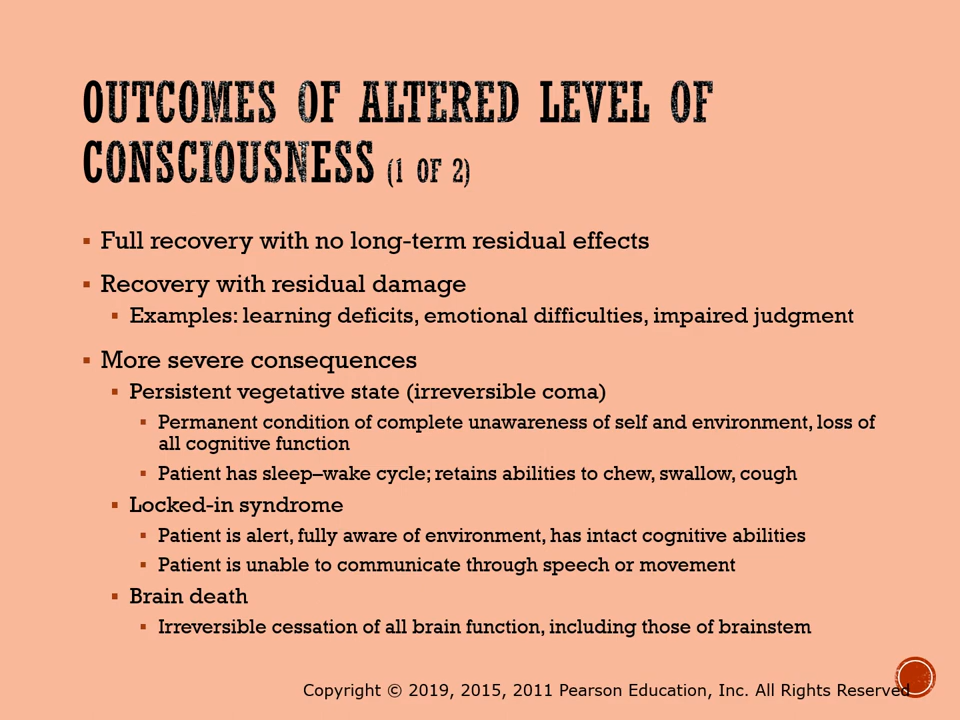 OUTCOMES OF ALTERED LEVEL OF
CONSCIOUSNESS (1 OF 2)
▪ Full recovery with no long-term residual effects
▪ Recovery with residual damage
▪ Examples: learning deficits, emotional difficulties, impaired judgment
▪ More severe consequences
▪ Persistent vegetative state (irreversible coma)
▪ Permanent condition of complete unawareness of self and environment, loss of
all cognitive function
▪ Patient has sleep–wake cycle; retains abilities to chew, swallow, cough
▪ Locked-in syndrome
▪ Patient is alert, fully aware of environment, has intact cognitive abilities
▪ Patient is unable to communicate through speech or movement
▪ Brain death
▪ Irreversible cessation of all brain function, including those of brainstem
Copyright © 2019, 2015, 2011 Pearson Education, Inc. All Rights Reserved